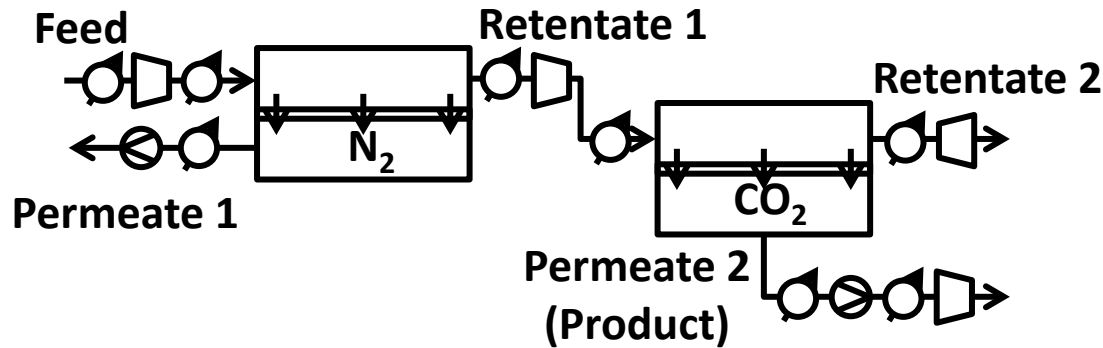 Feed
Retentate 1
Retentate 2
N₂
Permeate 1
CO₂
Permeate 2
(Product)